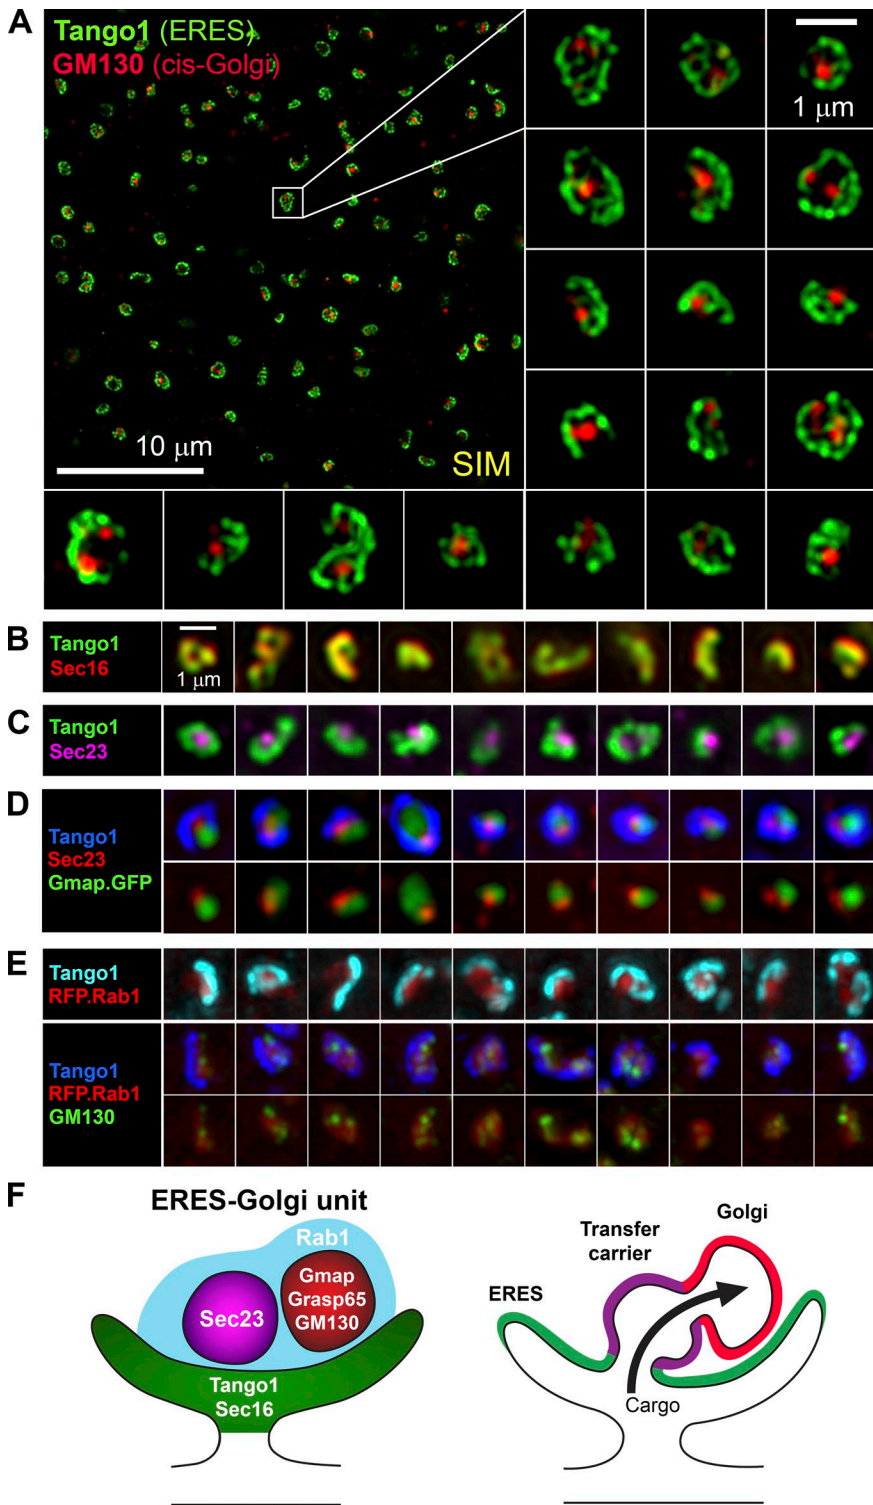 A
Tango1 (ERES)
GM130 (cis-Golgi)
1 μm
10 μm
SIM
B
Tango1
Sec16
1 μm
C
Tango1
Sec23
D
Tango1
Sec23
Gmap.GFP
E
Tango1
RFP.Rab1
Tango1
RFP.Rab1
GM130
F
ERES-Golgi unit
Rab1
Sec23
Gmap
Grasp65
GM130
Tango1
Sec16
Golgi
Transfer
carrier
ERES
Cargo